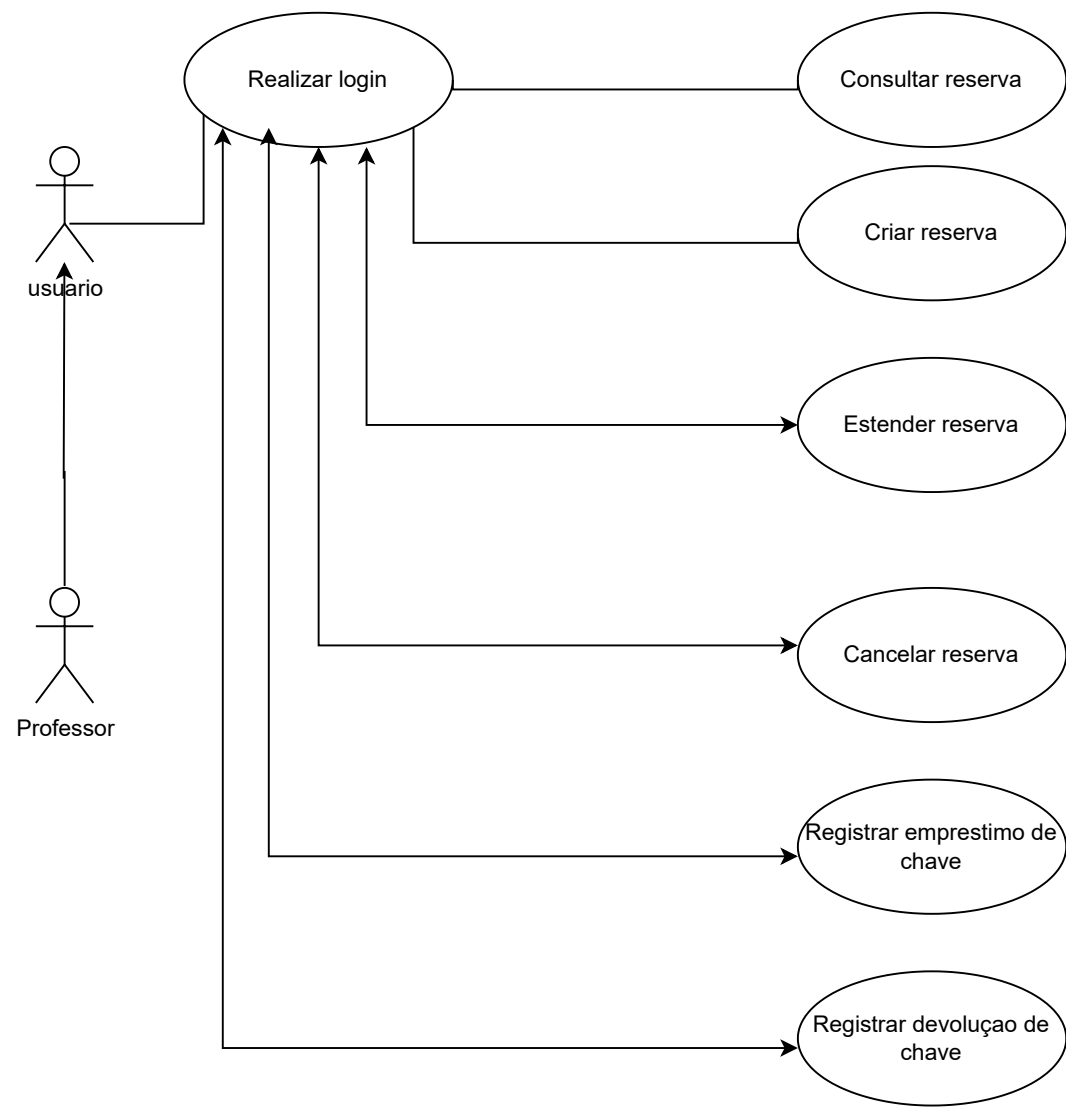 Realizar login
Consultar reserva
Criar reserva
usuario
Estender reserva
Cancelar reserva
Professor
Registrar emprestimo de
chave
Registrar devoluçao de
chave